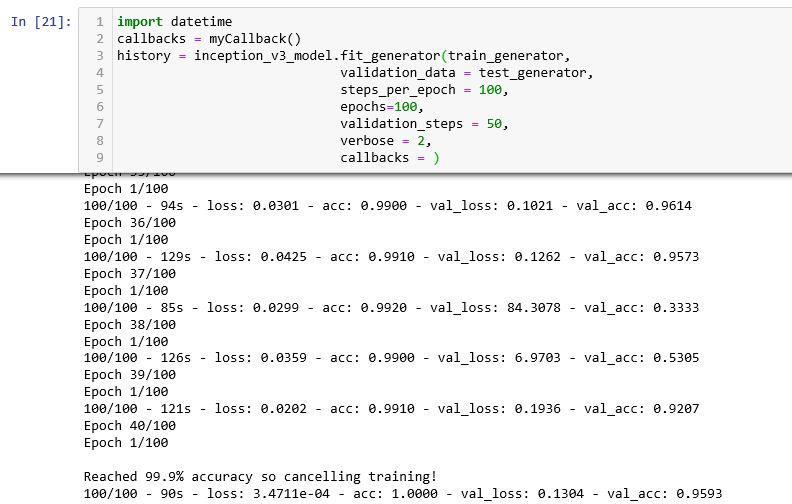 In [21]:
1 import datetime
2 callbacks = myCallback()
3 history = inception_v3_model.fit_generator(train_generator,
4 validation_data = test_generator,
5 steps_per_epoch = 100,
6 epochs=100,
7 validation_steps = 50,
8 verbose = 2,
9 callbacks = )
Epoch 1/100
100/100 - 94s - loss: 0.0301 - acc: 0.9900 - val_loss: 0.1021 - val_acc: 0.9614
Epoch 36/100
Epoch 1/100
100/100 - 129s - loss: 0.0425 - acc: 0.9910 - val_loss: 0.1262 - val_acc: 0.9573
Epoch 37/100
Epoch 1/100
100/100 - 85s - loss: 0.0299 - acc: 0.9920 - val_loss: 84.3078 - val_acc: 0.3333
Epoch 38/100
Epoch 1/100
100/100 - 126s - loss: 0.0359 - acc: 0.9900 - val_loss: 6.9703 - val_acc: 0.5305
Epoch 39/100
Epoch 1/100
100/100 - 121s - loss: 0.0202 - acc: 0.9910 - val_loss: 0.1936 - val_acc: 0.9207
Epoch 40/100
Epoch 1/100
Reached 99.9% accuracy so cancelling training!
100/100 - 90s - loss: 3.4711e-04 - acc: 1.0000 - val_loss: 0.1304 - val_acc: 0.9593